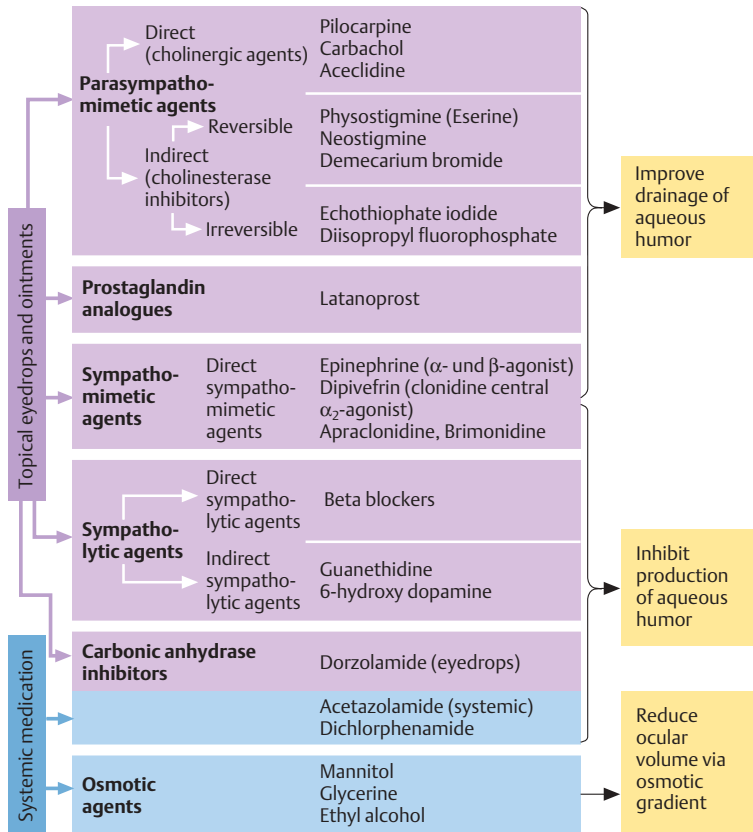 Topical eyedrops and ointments
Parasympatho-
mimetic agents
Direct
(cholinergic agents)
Pilocarpine
Carbachol
Aceclidine
Indirect
(cholinesterase
inhibitors)
Reversible
Physostigmine (Eserine)
Neostigmine
Demecarium bromide
Irreversible
Echothiophate iodide
Diisopropyl fluorophosphate
Prostaglandin
analogues
Latanoprost
Sympatho-
mimetic
agents
Direct
sympatho-
mimetic
agents
Epinephrine (α- und β-agonist)
Dipivefrin (clonidine central
α2-agonist)
Apraclonidine, Brimonidine
Sympatho-
lytic agents
Direct
sympatho-
lytic agents
Beta blockers
Indirect
sympatho-
lytic agents
Guanethidine
6-hydroxy dopamine
Carbonic anhydrase
inhibitors
Dorzolamide (eyedrops)
Systemic medication
Acetazolamide (systemic)
Dichlorphenamide
Osmotic
agents
Mannitol
Glycerine
Ethyl alcohol
Improve
drainage of
aqueous
humor
Inhibit
production
of aqueous
humor
Reduce
ocular
volume via
osmotic
gradient